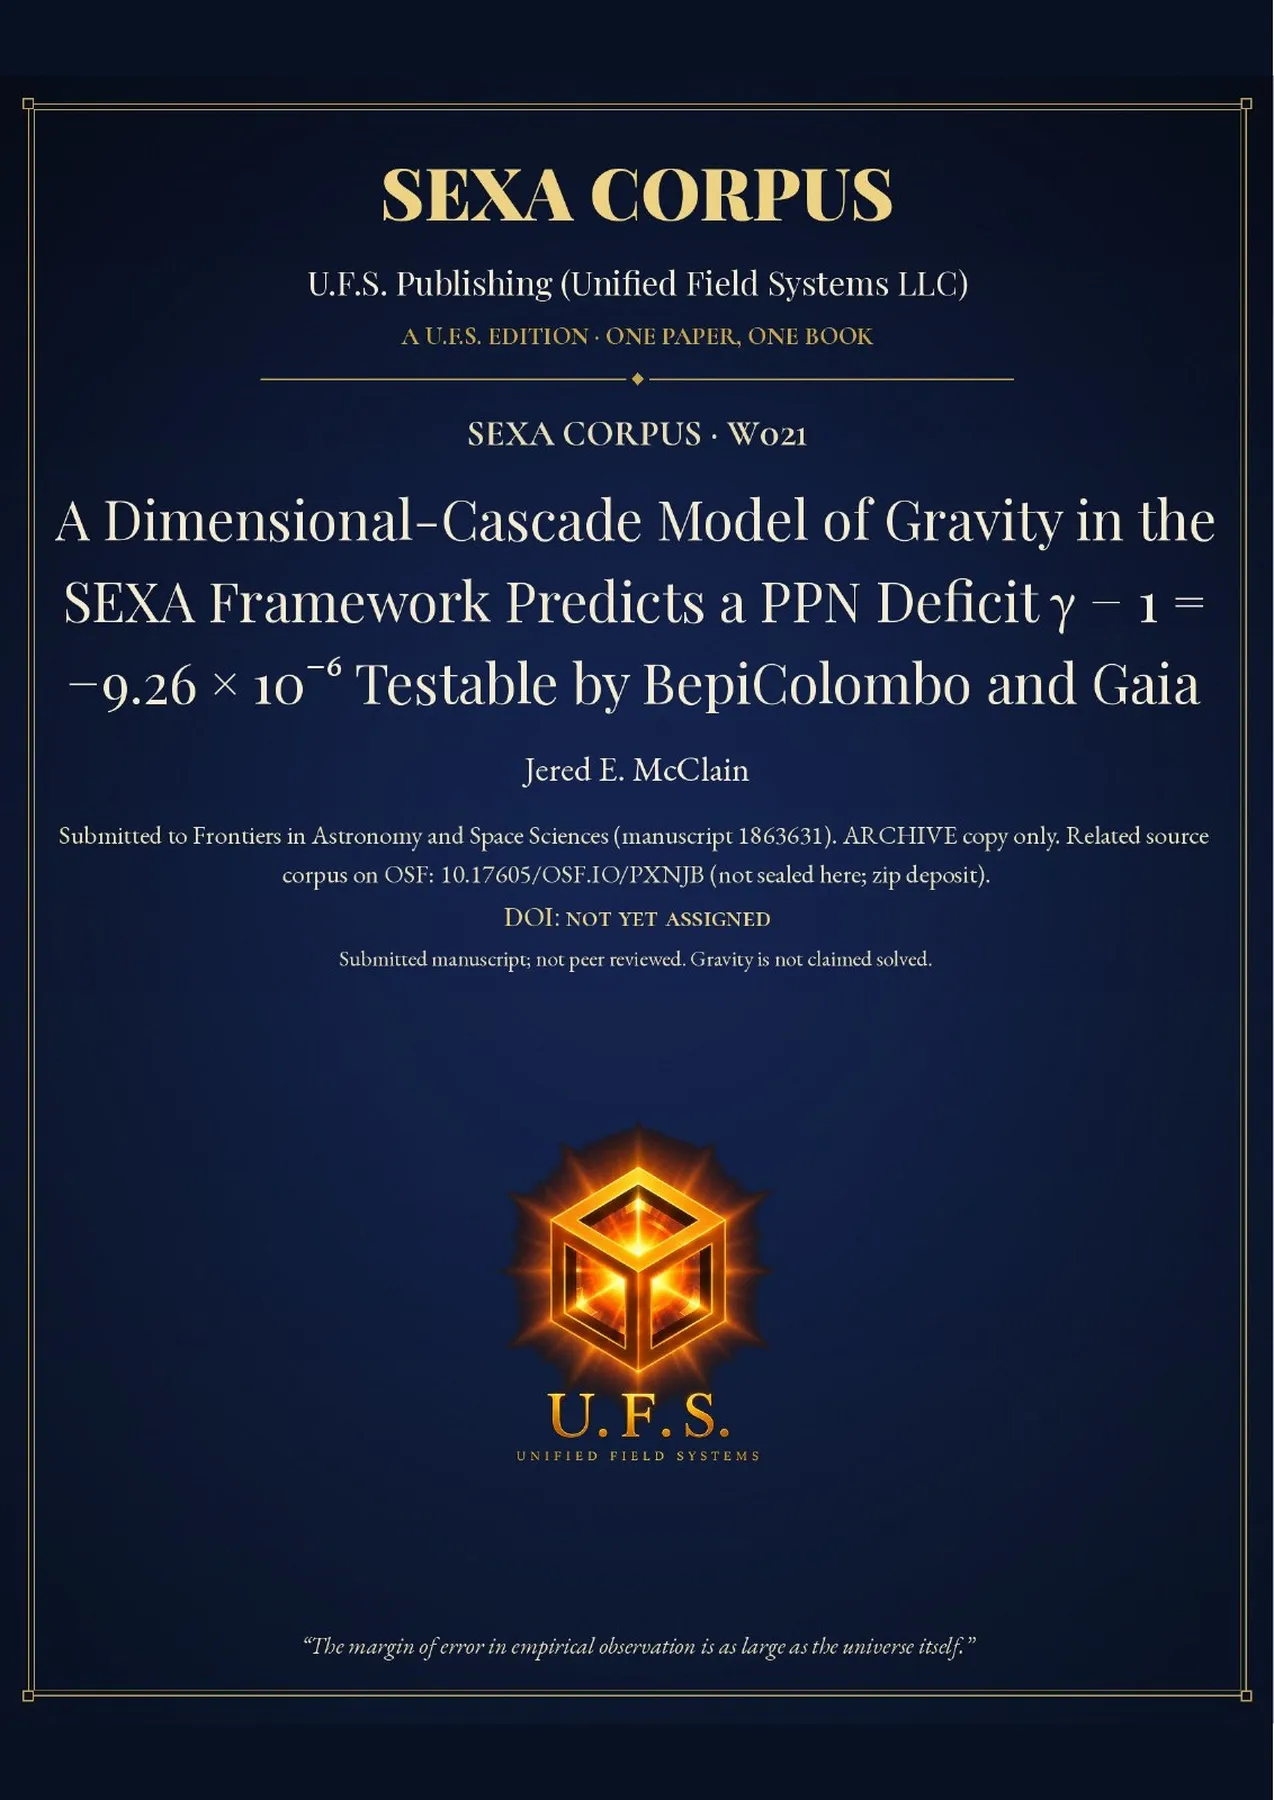 SEXA CORPUS
U.F.S. Publishing (Unified Field Systems LLC)
A U.F.S. EDITION · ONE PAPER, ONE BOOK
SEXA CORPUS · W021
A Dimensional-Cascade Model of Gravity in the
SEXA Framework Predicts a PPN Deficit γ − 1 =
−9.26 × 10⁻⁶ Testable by BepiColombo and Gaia
Jered E. McClain
Submitted to Frontiers in Astronomy and Space Sciences (manuscript 1863631). ARCHIVE copy only. Related source
corpus on OSF: 10.17605/OSF.IO/PXNJB (not sealed here; zip deposit).
DOI: NOT YET ASSIGNED
Submitted manuscript; not peer reviewed. Gravity is not claimed solved.
U.F.S.
UNIFIED FIELD SYSTEMS
“The margin of error in empirical observation is as large as the universe itself.”